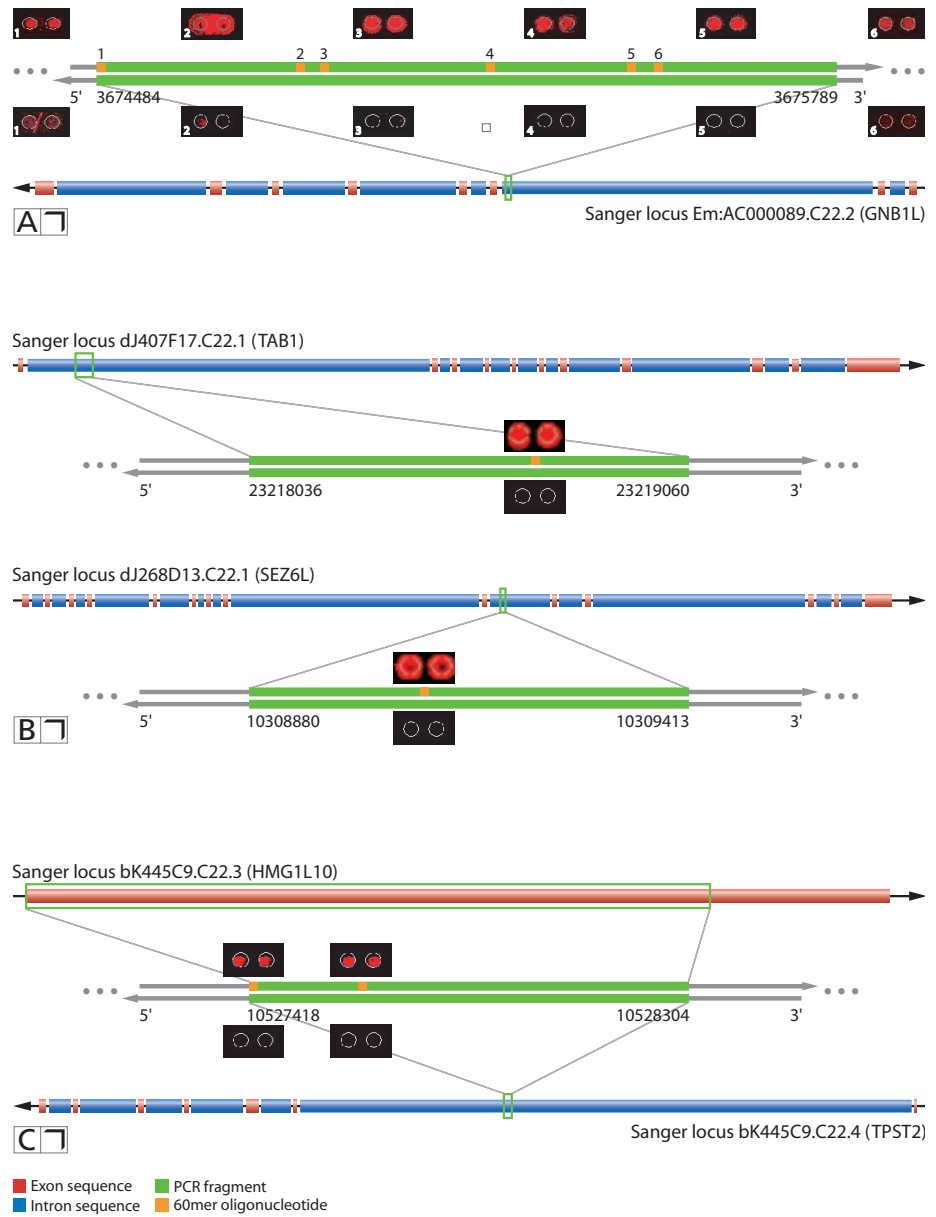 1 2 3 4 5 6
1 2 3 4 5 6
5' 3674484 3675789 3'
1 2 3 4 5 6
Sanger locus Em:AC000089.C22.2 (GNB1L)
A
Sanger locus dJ407F17.C22.1 (TAB1)
5' 23218036 23219060 3'
Sanger locus dJ268D13.C22.1 (SEZ6L)
5' 10308880 10309413 3'
B
Sanger locus bK445C9.C22.3 (HMG1L10)
5' 10527418 10528304 3'
Sanger locus bK445C9.C22.4 (TPST2)
C
Exon sequence PCR fragment
Intron sequence 60mer oligonucleotide